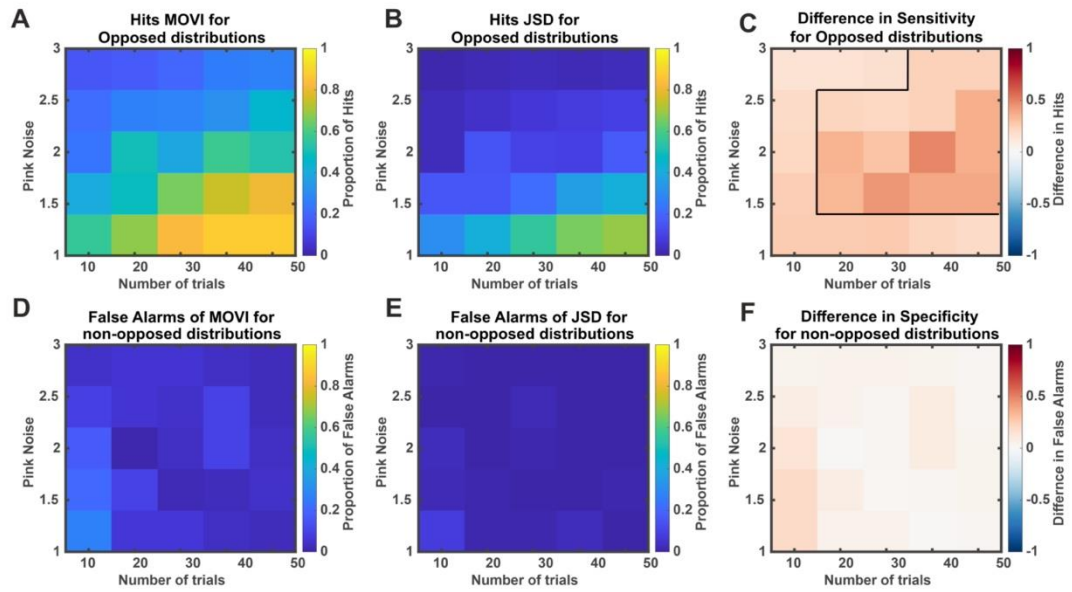 A
Hits MOVI for
Opposed distributions
3
2.5
2
1.5
1
Pink Noise
10 20 30 40 50
Number of trials
1
0.8
0.6
0.4
0.2
0
Proportion of Hits
B
Hits JSD for
Opposed distributions
3
2.5
2
1.5
1
Pink Noise
10 20 30 40 50
Number of trials
1
0.8
0.6
0.4
0.2
0
Proportion of Hits
C
Difference in Sensitivity
for Opposed distributions
3
2.5
2
1.5
1
Pink Noise
10 20 30 40 50
Number of trials
1
0.5
0
-0.5
-1
Difference in Hits
D
False Alarms of MOVI for
non-opposed distributions
3
2.5
2
1.5
1
Pink Noise
10 20 30 40 50
Number of trials
1
0.8
0.6
0.4
0.2
0
Proportion of False Alarms
E
False Alarms of JSD for
non-opposed distributions
3
2.5
2
1.5
1
Pink Noise
10 20 30 40 50
Number of trials
1
0.8
0.6
0.4
0.2
0
Proportion of False Alarms
F
Difference in Specificity
for non-opposed distributions
3
2.5
2
1.5
1
Pink Noise
10 20 30 40 50
Number of trials
1
0.5
0
-0.5
-1
Differnce in False Alarms